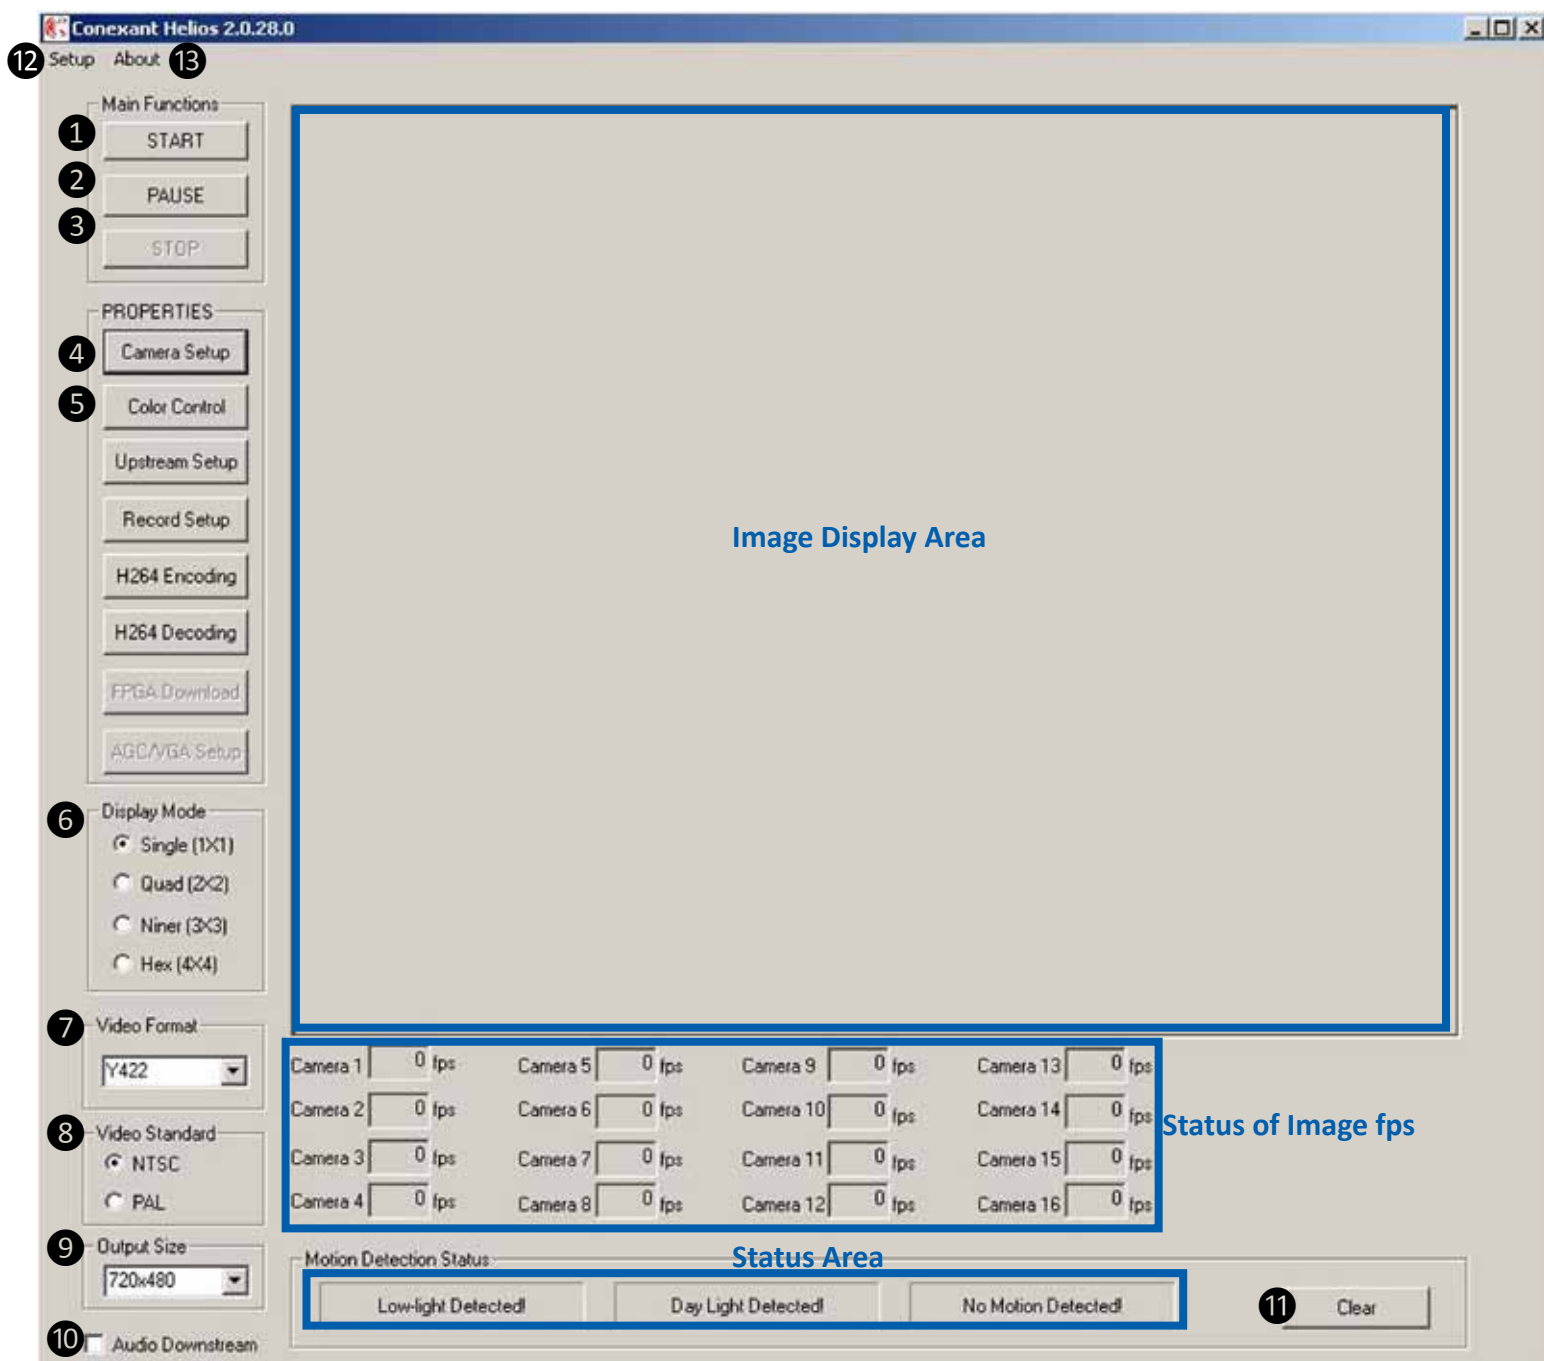 Conexant Helios 2.0.28.0
12 Setup About 13
Main Functions
1 START
2 PAUSE
3 STOP
PROPERTIES
4 Camera Setup
5 Color Control
Upstream Setup
Record Setup
H264 Encoding
H264 Decoding
FPGA Download
AGC/VGA Setup
Image Display Area
6 Display Mode
Single (1X1)
Quad (2X2)
Niner (3X3)
Hex (4X4)
7 Video Format
Y422
8 Video Standard
NTSC
PAL
9 Output Size
720x480
10 Audio Downstream
Camera 1 0 fps Camera 5 0 fps Camera 9 0 fps Camera 13 0 fps
Camera 2 0 fps Camera 6 0 fps Camera 10 0 fps Camera 14 0 fps
Camera 3 0 fps Camera 7 0 fps Camera 11 0 fps Camera 15 0 fps
Camera 4 0 fps Camera 8 0 fps Camera 12 0 fps Camera 16 0 fps
Status of Image fps
Motion Detection Status
Status Area
Low-light Detected! Day Light Detected! No Motion Detected!
11 Clear